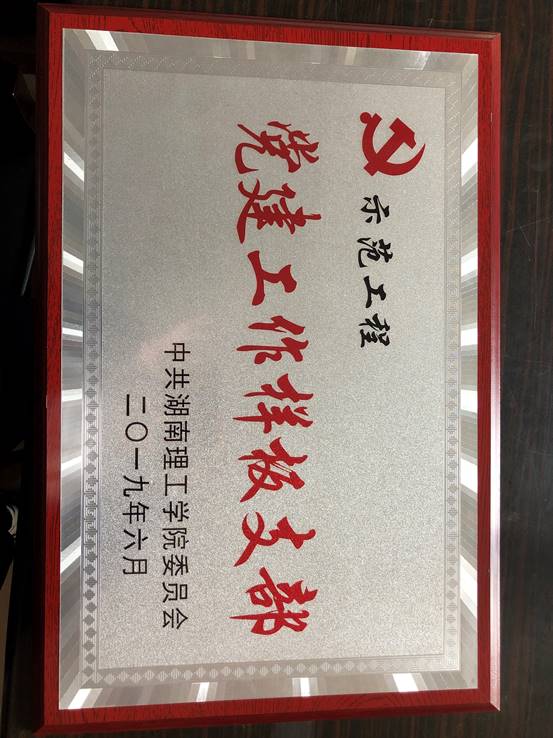 示范工程
党建工作样板支部
中共湖南理工学院委员会
二〇一九年六月